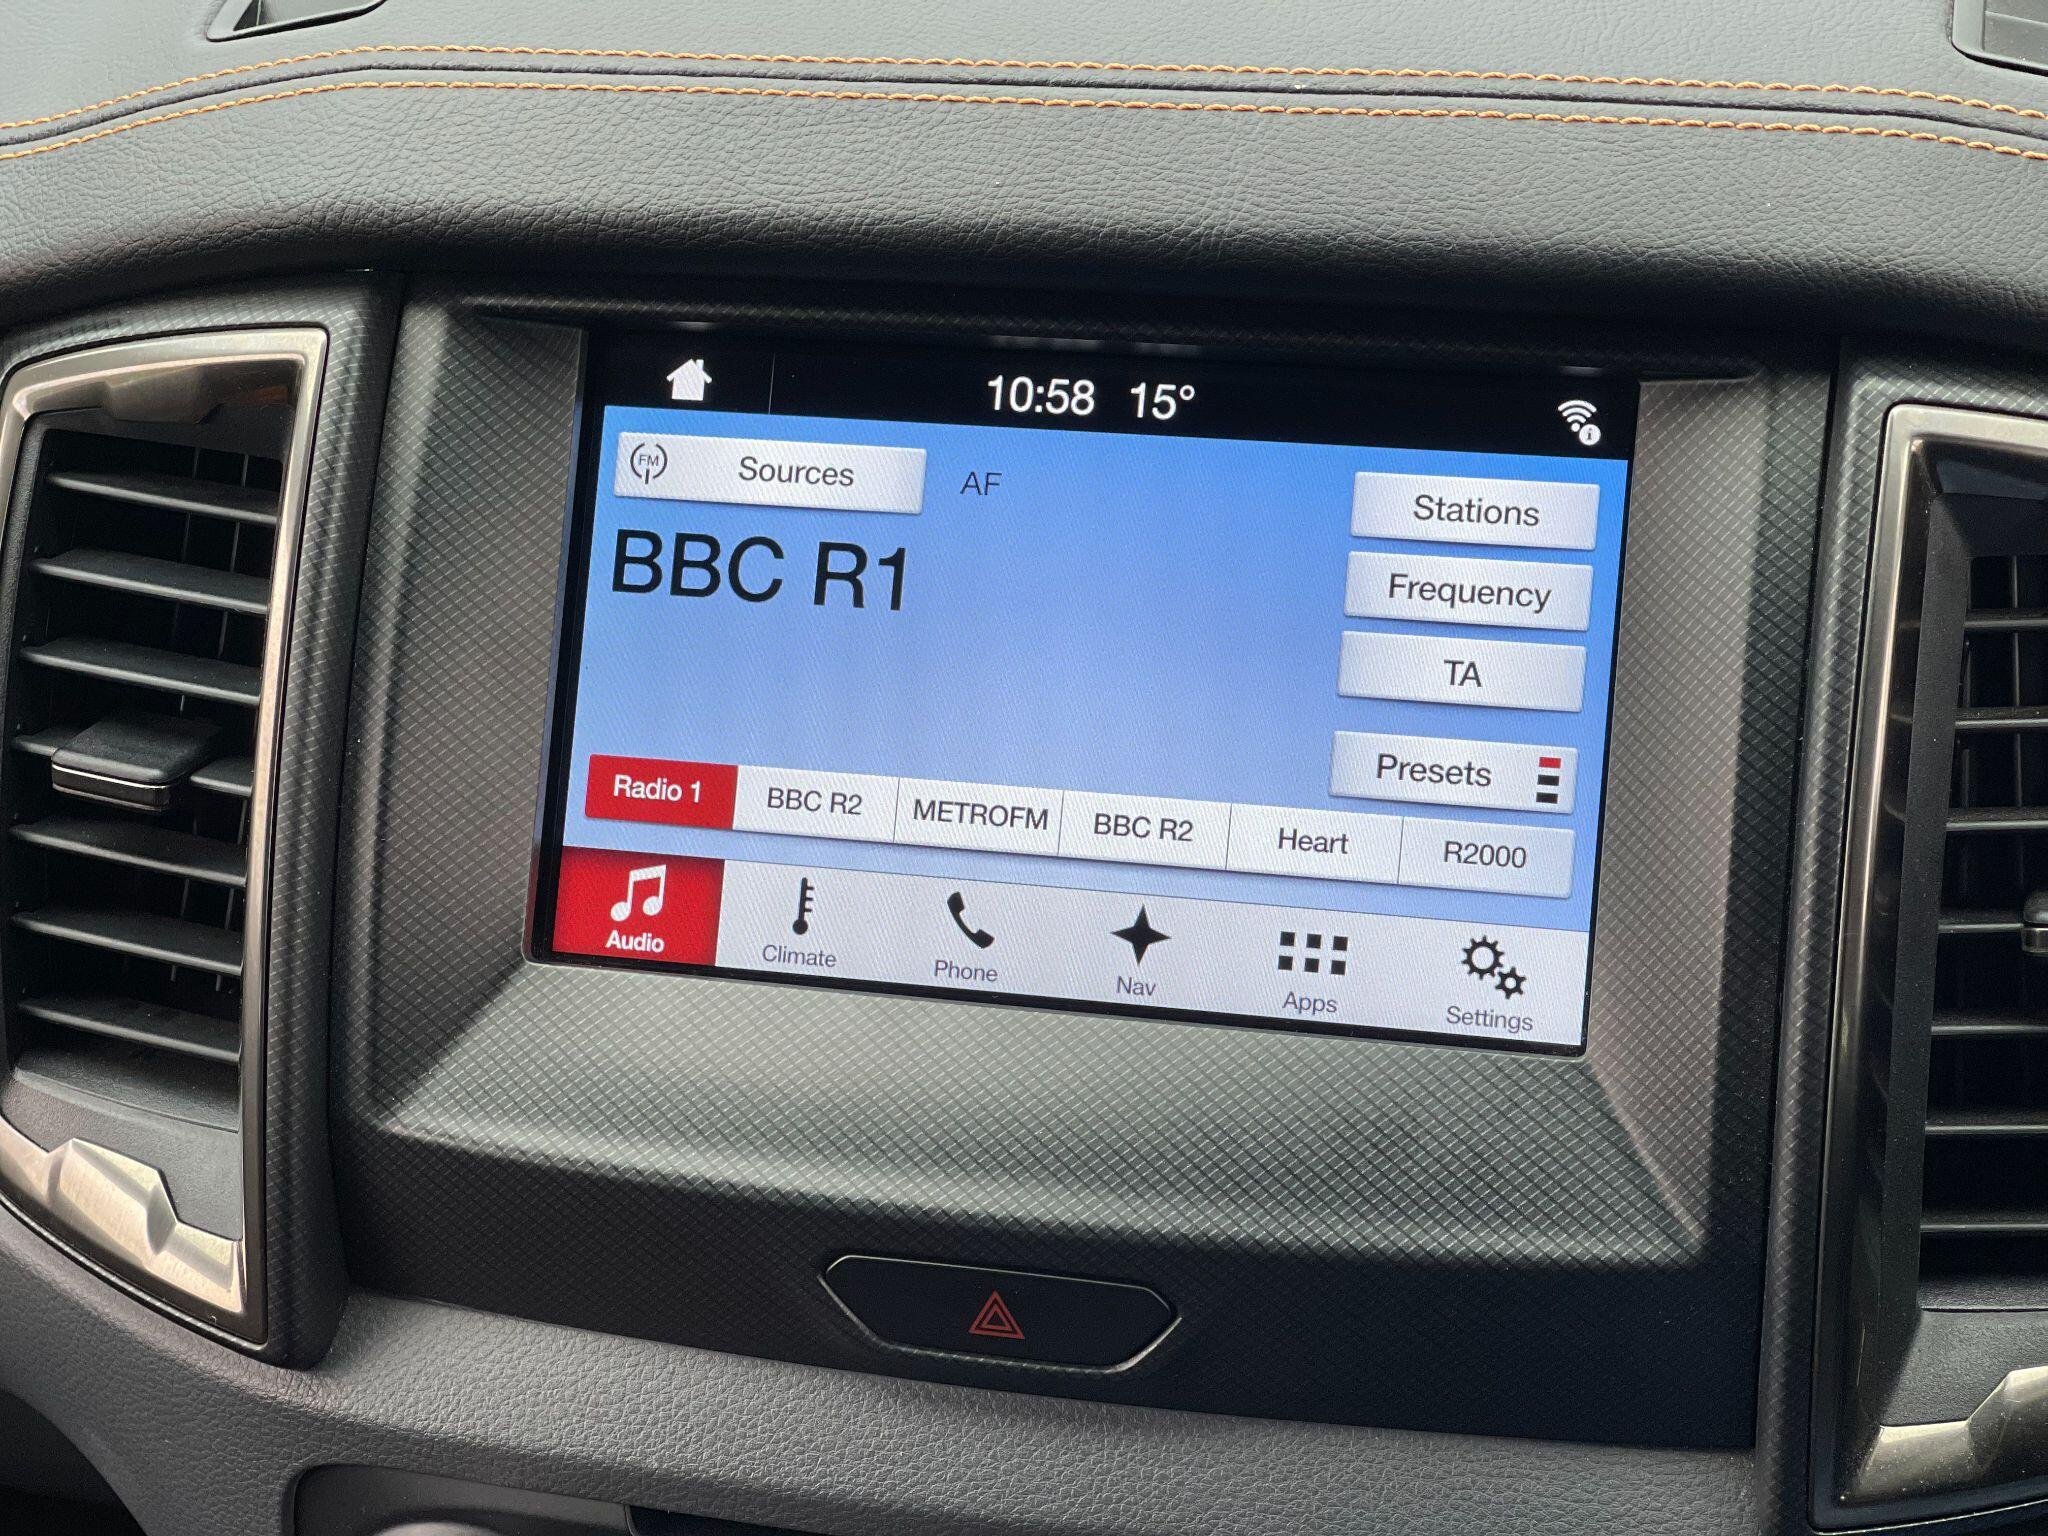 10:58 15°
FM Sources AF
Stations
BBC R1
Frequency
TA
Presets
Radio 1 BBC R2 METROFM BBC R2 Heart R2000
Audio Climate Phone Nav Apps Settings